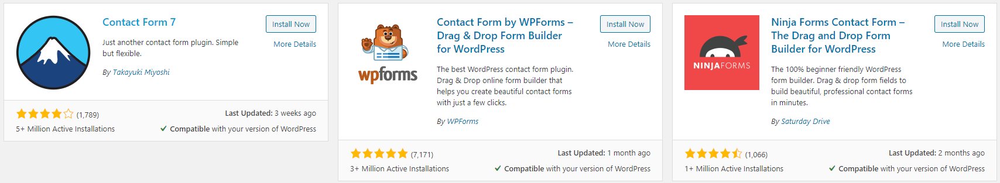 Contact Form 7
Install Now
More Details
Just another contact form plugin. Simple
but flexible.
By Takayuki Miyoshi
(1,789)
Last Updated: 3 weeks ago
5+ Million Active Installations
Compatible with your version of WordPress
wpforms
Contact Form by WPForms –
Drag & Drop Form Builder
for WordPress
Install Now
More Details
The best WordPress contact form plugin.
Drag & Drop online form builder that
helps you create beautiful contact forms
with just a few clicks.
By WPForms
(7,171)
Last Updated: 1 month ago
3+ Million Active Installations
Compatible with your version of WordPress
NINJAFORMS
Ninja Forms Contact Form –
The Drag and Drop Form
Builder for WordPress
Install Now
More Details
The 100% beginner friendly WordPress
form builder. Drag & drop form fields to
build beautiful, professional contact forms
in minutes.
By Saturday Drive
(1,066)
Last Updated: 2 months ago
1+ Million Active Installations
Compatible with your version of WordPress